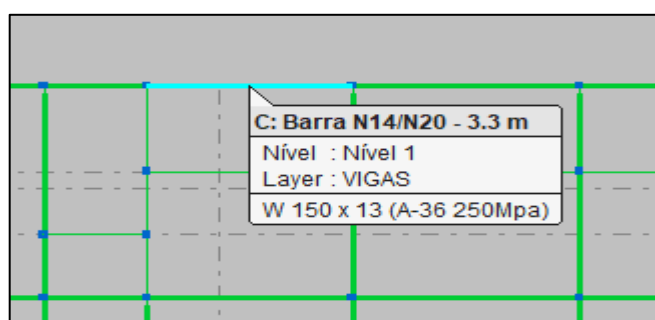 C: Barra N14/N20 - 3.3 m
Nível : Nível 1
Layer : VIGAS
W 150 x 13 (A-36 250Mpa)